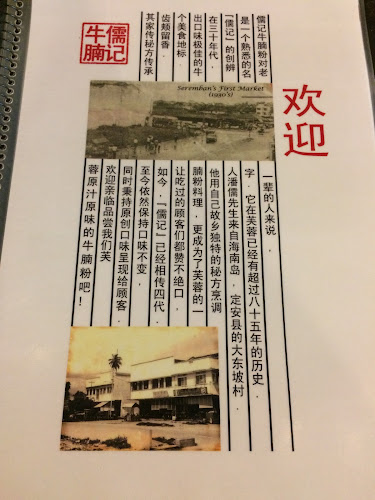 欢迎
儒记
牛腩
儒记牛腩粉对老
一辈的人来说．
是一个熟悉的名
字．它在芙蓉已经有超过八十五年的历史．
「儒记」的创辨
人潘儒先生来自海南岛．定安县的大东坡村．
在三十年代．
他用自己故乡独特的秘方烹调
出口味极佳的牛
腩粉料理．更成为了芙蓉的一
个美食地标
让吃过的顾客们都赞不绝口．
齿颊留香．
如今．「儒记」已经相传四代．
其家传秘方传承
至今依然保持口味不变．
同时秉持原创口味呈现给顾客．
欢迎亲临品尝我们芙
蓉原汁原味的牛腩粉吧！
Seremban's First Market
(1930's)